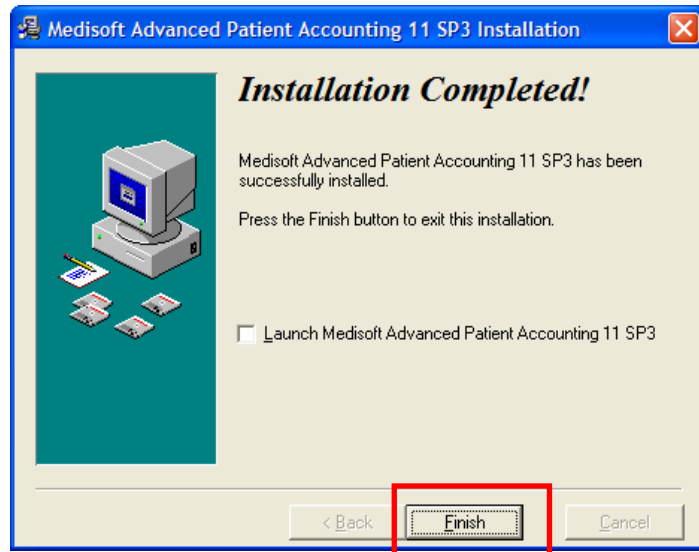 Medisoft Advanced Patient Accounting 11 SP3 Installation
Installation Completed!
Medisoft Advanced Patient Accounting 11 SP3 has been
successfully installed.
Press the Finish button to exit this installation.
Launch Medisoft Advanced Patient Accounting 11 SP3
< Back Finish Cancel